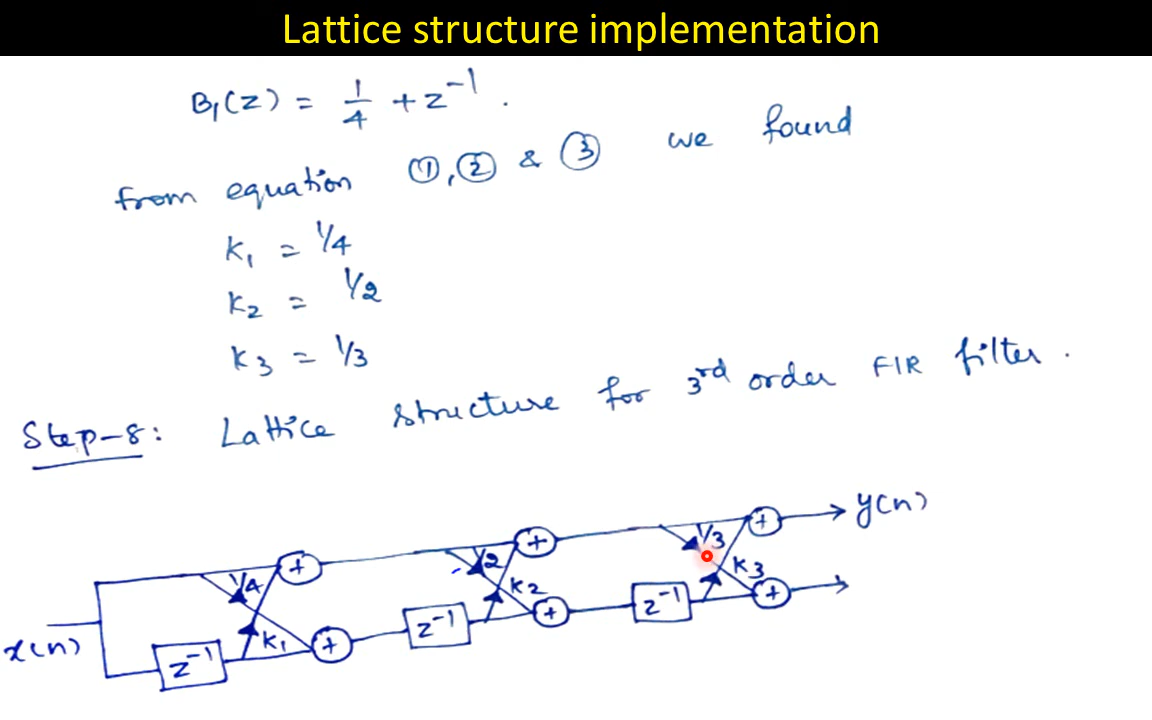 Lattice structure implementation
B₁(z) = 1/4 + z⁻¹ .
from equation ①, ② & ③ we found
K₁ = 1/4
K₂ = 1/2
K₃ = 1/3
Step-8: Lattice structure for 3rd order FIR filter .
x(n) z⁻¹ 1/4 K₁ + + z⁻¹ 1/2 K₂ + + z⁻¹ 1/3 K₃ + + y(n)